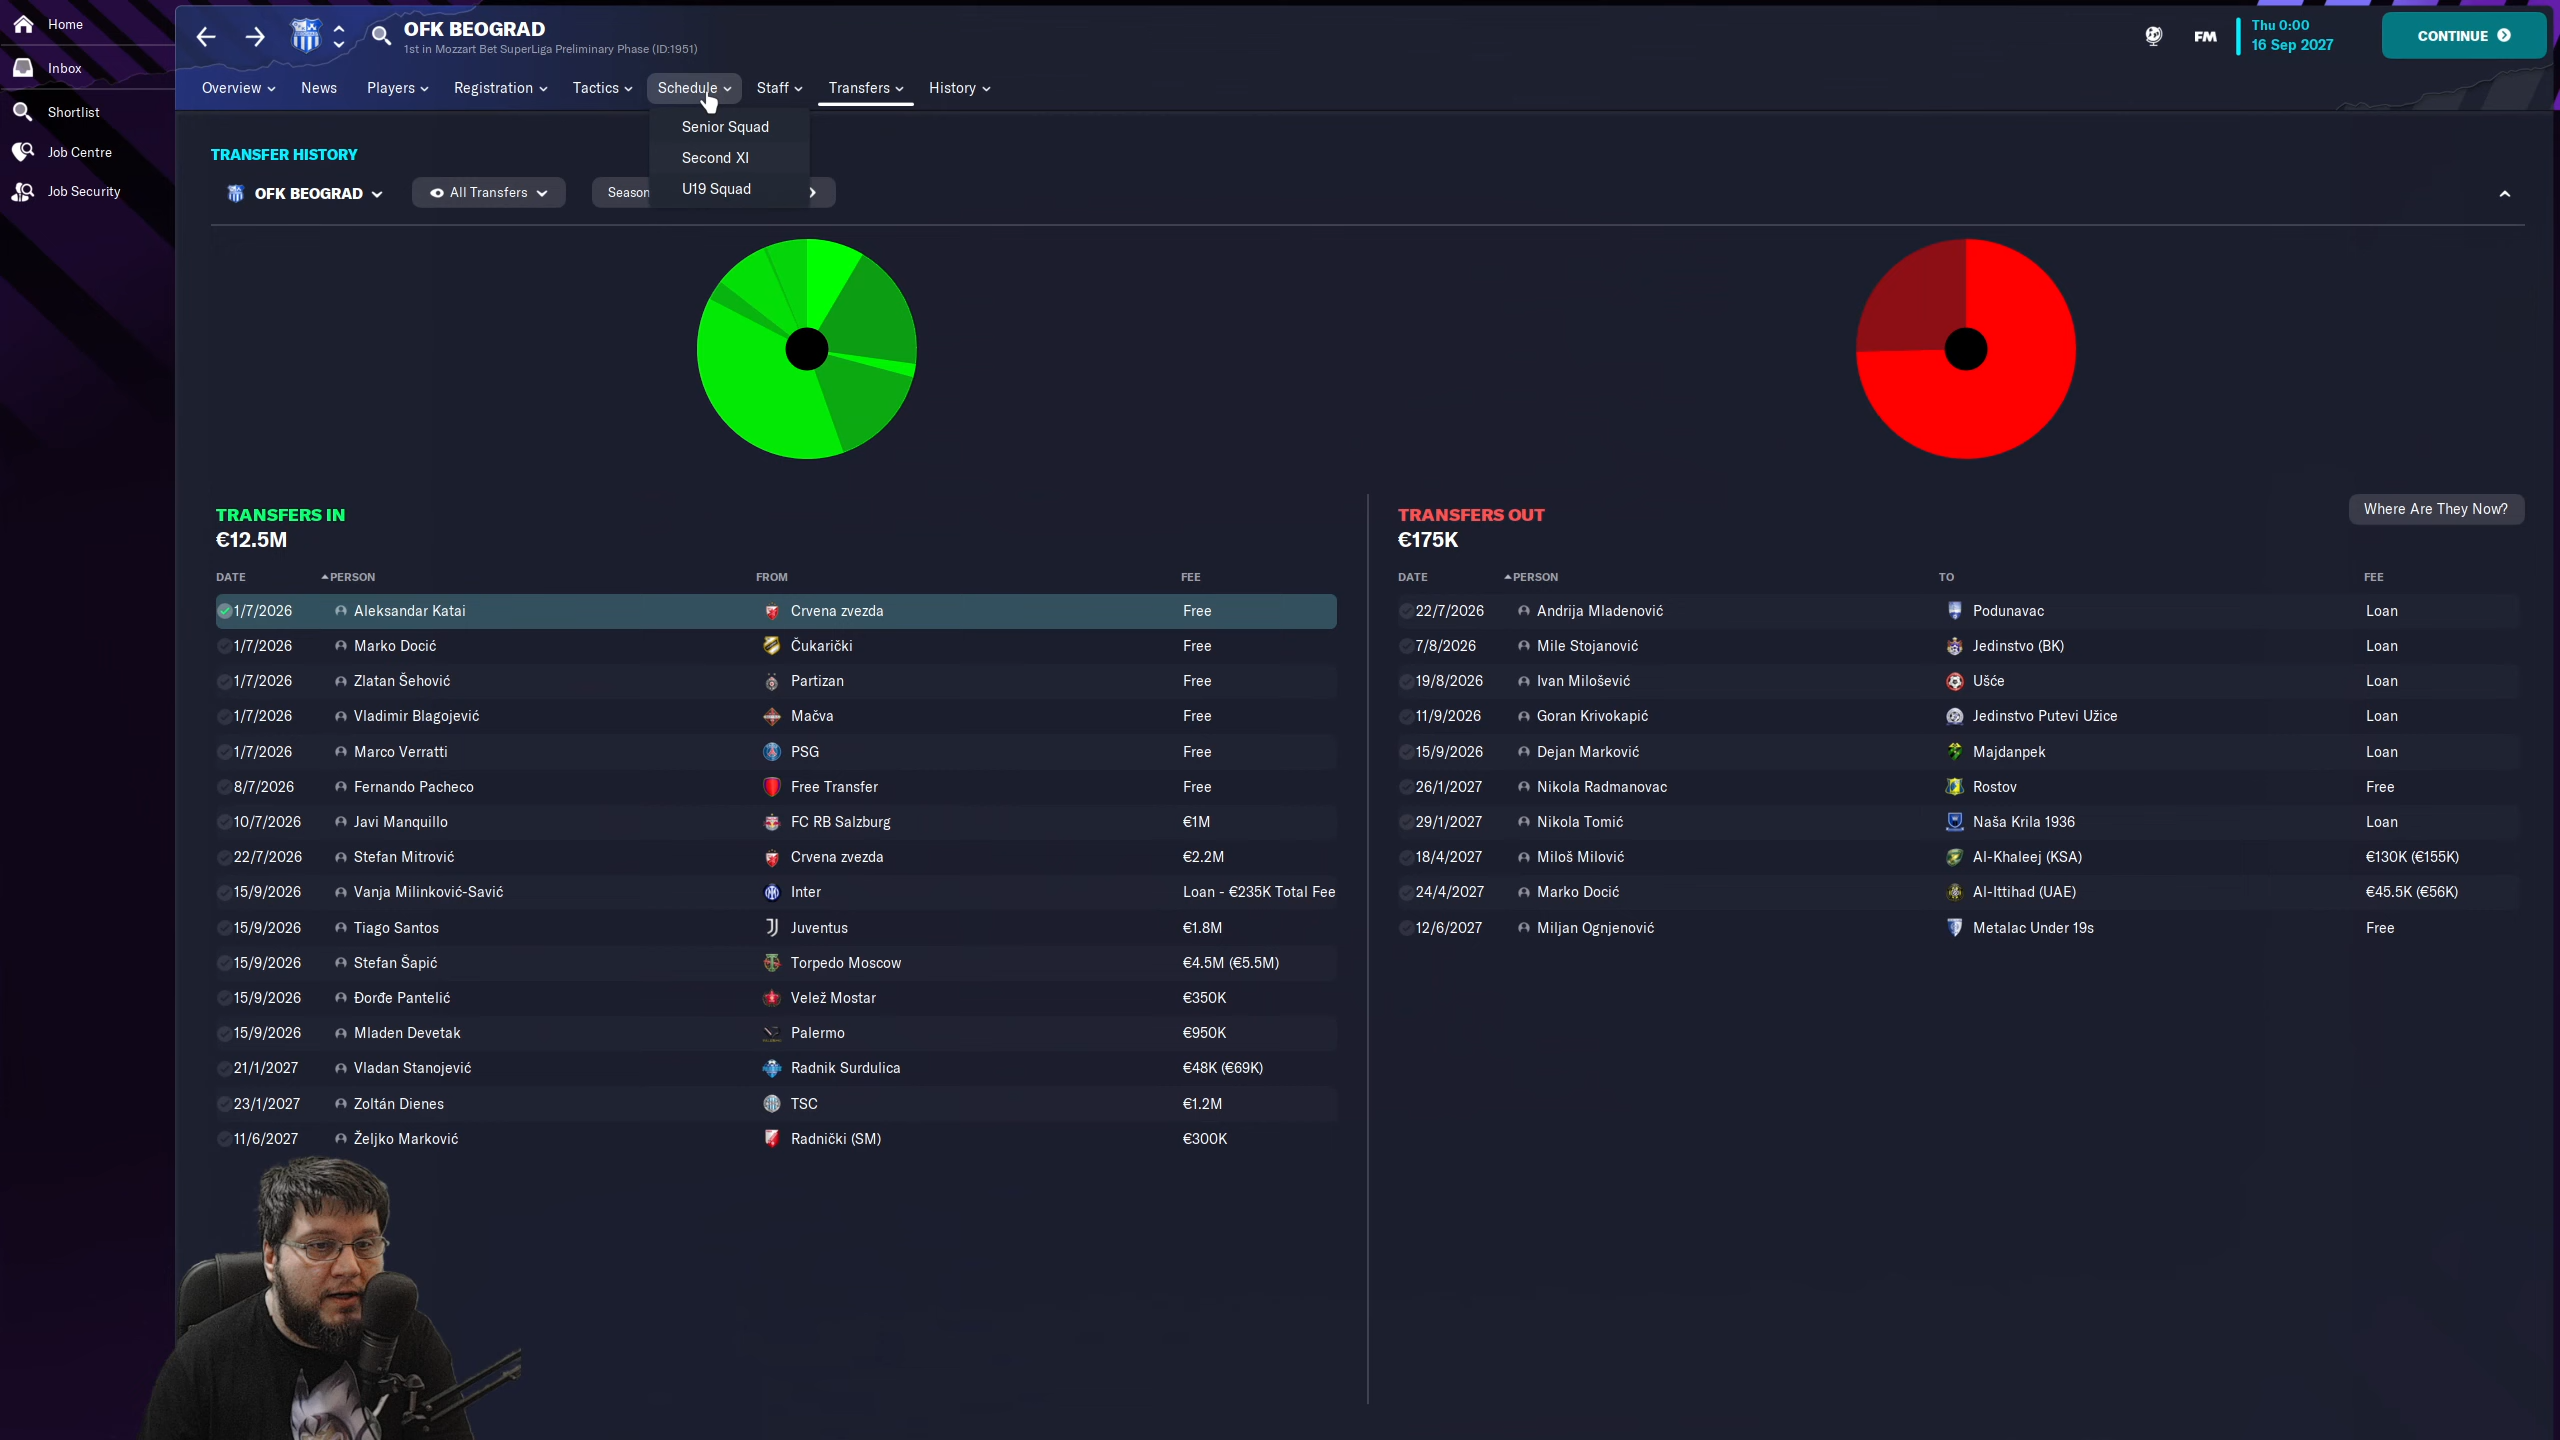 Home
Inbox
Shortlist
Job Centre
Job Security
OFK BEOGRAD
1st in Mozzart Bet SuperLiga Preliminary Phase (ID:1951)
FM
Thu 0:00
16 Sep 2027
CONTINUE
Overview
News
Players
Registration
Tactics
Schedule
Staff
Transfers
History
Senior Squad
Second XI
U19 Squad
TRANSFER HISTORY
OFK BEOGRAD
All Transfers
Season
TRANSFERS IN
€12.5M
DATE PERSON FROM FEE
1/7/2026 Aleksandar Katai Crvena zvezda Free
1/7/2026 Marko Docić Čukarički Free
1/7/2026 Zlatan Šehović Partizan Free
1/7/2026 Vladimir Blagojević Mačva Free
1/7/2026 Marco Verratti PSG Free
8/7/2026 Fernando Pacheco Free Transfer Free
10/7/2026 Javi Manquillo FC RB Salzburg €1M
22/7/2026 Stefan Mitrović Crvena zvezda €2.2M
15/9/2026 Vanja Milinković-Savić Inter Loan - €235K Total Fee
15/9/2026 Tiago Santos Juventus €1.8M
15/9/2026 Stefan Šapić Torpedo Moscow €4.5M (€5.5M)
15/9/2026 Đorđe Pantelić Velež Mostar €350K
15/9/2026 Mladen Devetak Palermo €950K
21/1/2027 Vladan Stanojević Radnik Surdulica €48K (€69K)
23/1/2027 Zoltán Dienes TSC €1.2M
11/6/2027 Željko Marković Radnički (SM) €300K
TRANSFERS OUT
€175K
Where Are They Now?
DATE PERSON TO FEE
22/7/2026 Andrija Mladenović Podunavac Loan
7/8/2026 Mile Stojanović Jedinstvo (BK) Loan
19/8/2026 Ivan Milošević Ušće Loan
11/9/2026 Goran Krivokapić Jedinstvo Putevi Užice Loan
15/9/2026 Dejan Marković Majdanpek Loan
26/1/2027 Nikola Radmanovac Rostov Free
29/1/2027 Nikola Tomić Naša Krila 1936 Loan
18/4/2027 Miloš Milović Al-Khaleej (KSA) €130K (€155K)
24/4/2027 Marko Docić Al-Ittihad (UAE) €45.5K (€56K)
12/6/2027 Miljan Ognjenović Metalac Under 19s Free